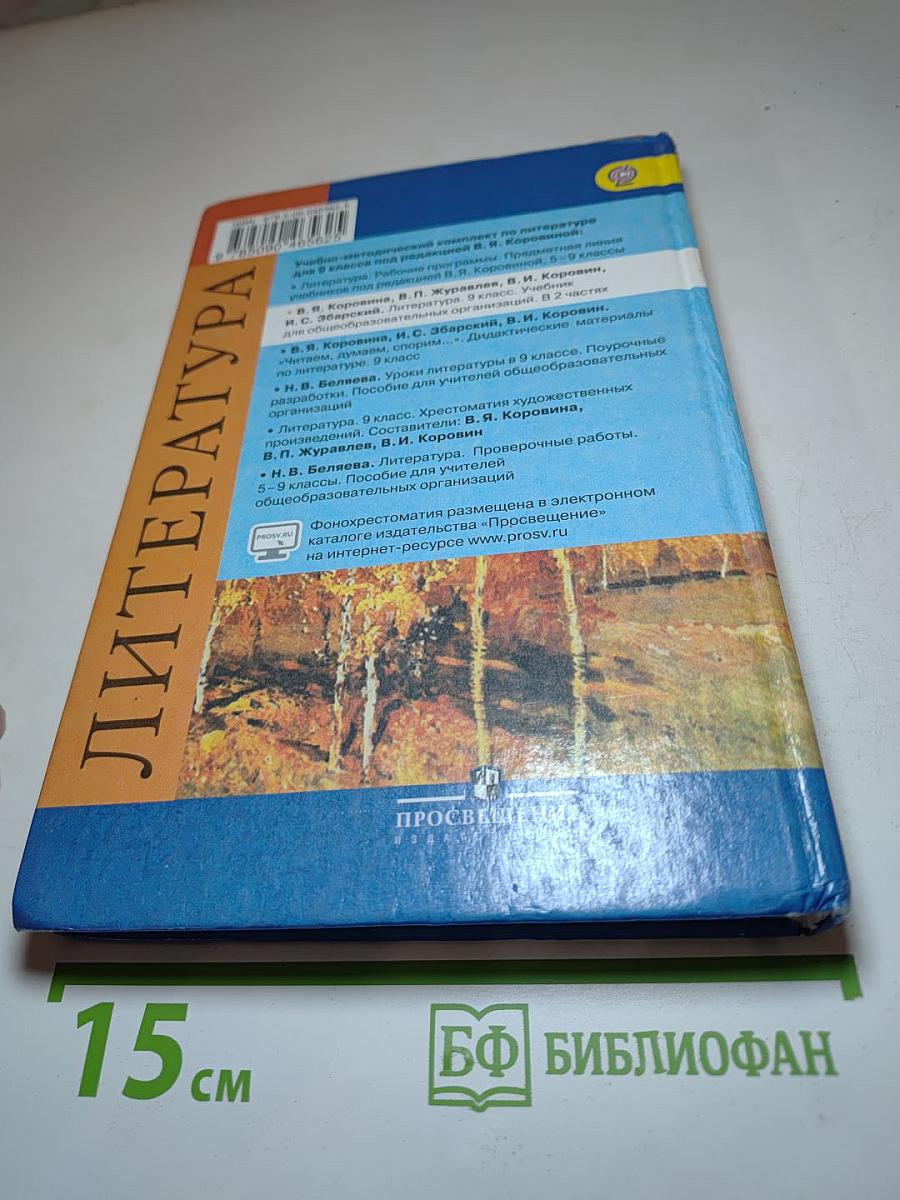 9 785090 465625
Учебно-методический комплект по литературе
для 9 класса под редакцией В. Я. Коровиной:
• Литература. Рабочие программы. Предметная линия
учебников под редакцией В. Я. Коровиной. 5–9 классы
• В. Я. Коровина, В. П. Журавлев, В. И. Коровин,
И. С. Збарский. Литература. 9 класс. Учебник
для общеобразовательных организаций. В 2 частях
• В. Я. Коровина, И. С. Збарский, В. И. Коровин.
«Читаем, думаем, спорим...». Дидактические материалы
по литературе. 9 класс
• Н. В. Беляева. Уроки литературы в 9 классе. Поурочные
разработки. Пособие для учителей общеобразовательных
организаций
• Литература. 9 класс. Хрестоматия художественных
произведений. Составители: В. Я. Коровина,
В. П. Журавлев, В. И. Коровин
• Н. В. Беляева. Литература. Проверочные работы.
5–9 классы. Пособие для учителей
общеобразовательных организаций
PROSV.RU
Фонохрестоматия размещена в электронном
каталоге издательства «Просвещение»
на интернет-ресурсе www.prosv.ru
ЛИТЕРАТУРА
ПРОСВЕЩЕНИЕ
15 см
БФ БИБЛИОФАН